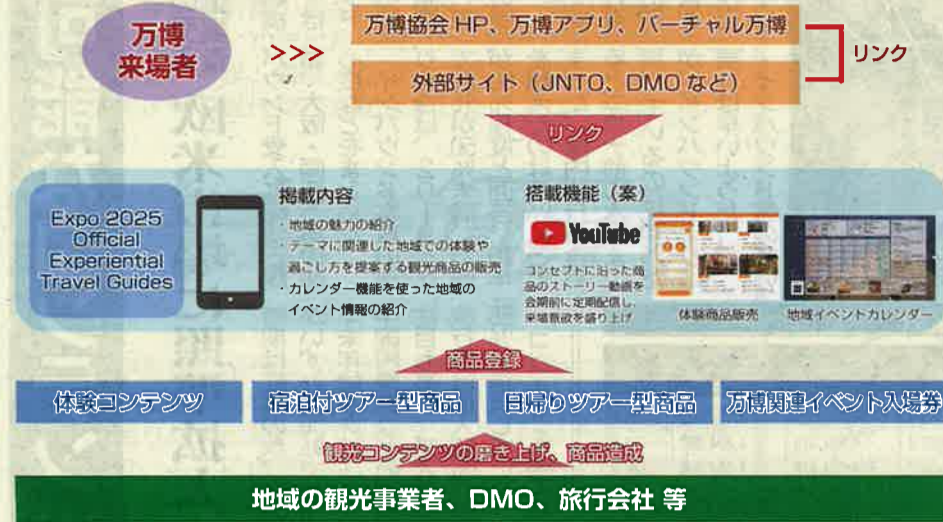 万博
来場者
>>>
万博協会 HP、万博アプリ、バーチャル万博
外部サイト（JNTO、DMO など）
リンク
リンク
Expo 2025
Official
Experiential
Travel Guides
掲載内容
・地域の魅力の紹介
・テーマに関連した地域での体験や
過ごし方を提案する観光商品の販売
・カレンダー機能を使った地域の
イベント情報の紹介
搭載機能（案）
YouTube
コンセプトに沿った商
品のストーリー動画を
会期前に定期配信し、
来場意欲を盛り上げ
体験商品販売
地域イベントカレンダー
商品登録
体験コンテンツ
宿泊付ツアー型商品
日帰りツアー型商品
万博関連イベント入場券
観光コンテンツの磨き上げ、商品造成
地域の観光事業者、DMO、旅行会社 等